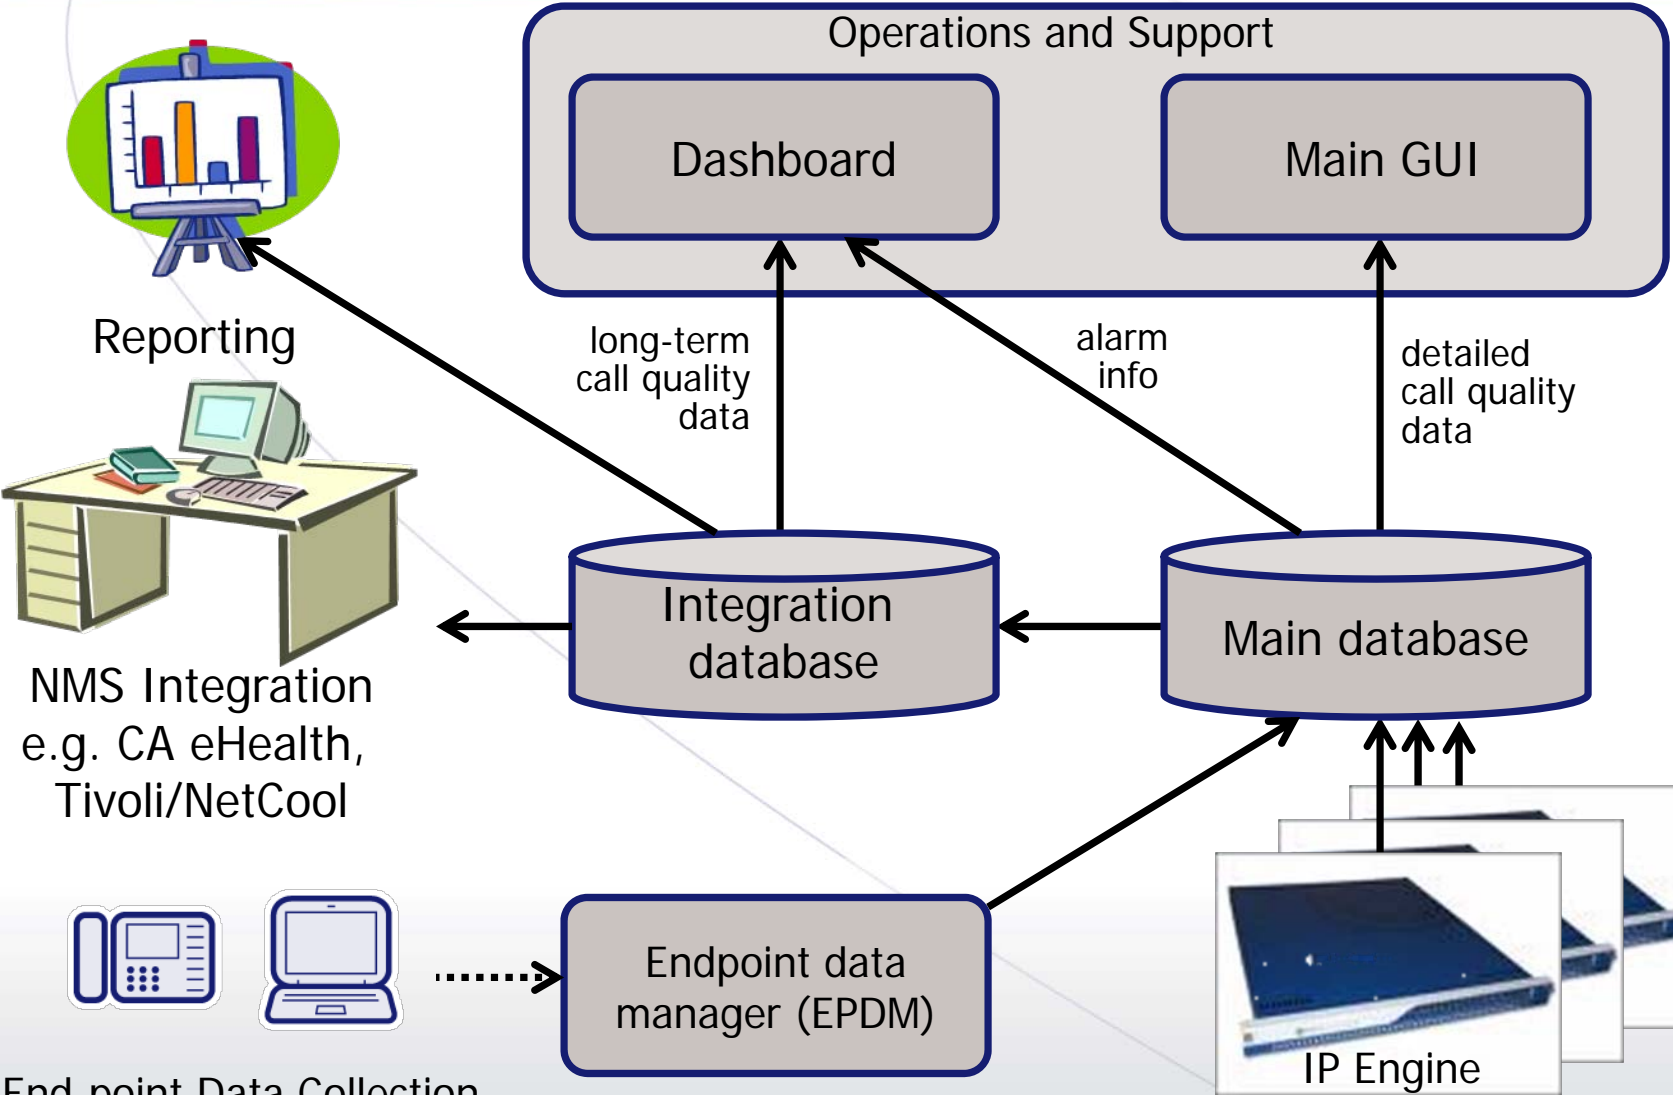 Operations and Support
Dashboard
Main GUI
Reporting
long-term
call quality
data
alarm
info
detailed
call quality
data
Integration
database
Main database
NMS Integration
e.g. CA eHealth,
Tivoli/NetCool
Endpoint data
manager (EPDM)
IP Engine
End-point Data Collection